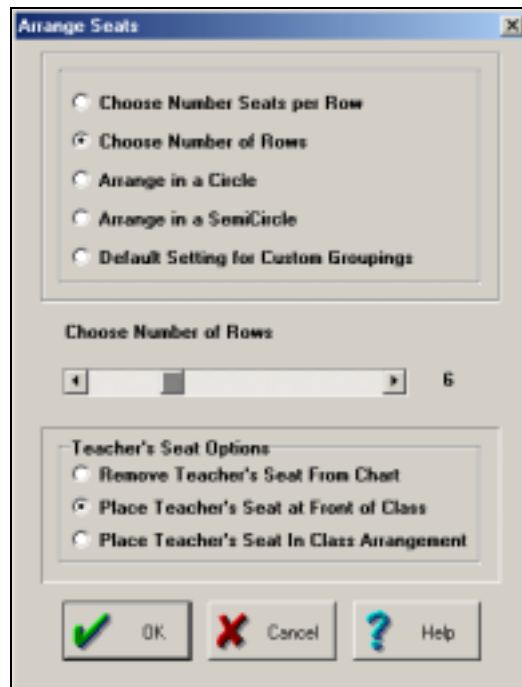 Arrange Seats
Choose Number Seats per Row
Choose Number of Rows
Arrange in a Circle
Arrange in a SemiCircle
Default Setting for Custom Groupings
Choose Number of Rows
6
Teacher's Seat Options
Remove Teacher's Seat From Chart
Place Teacher's Seat at Front of Class
Place Teacher's Seat In Class Arrangement
OK
Cancel
Help